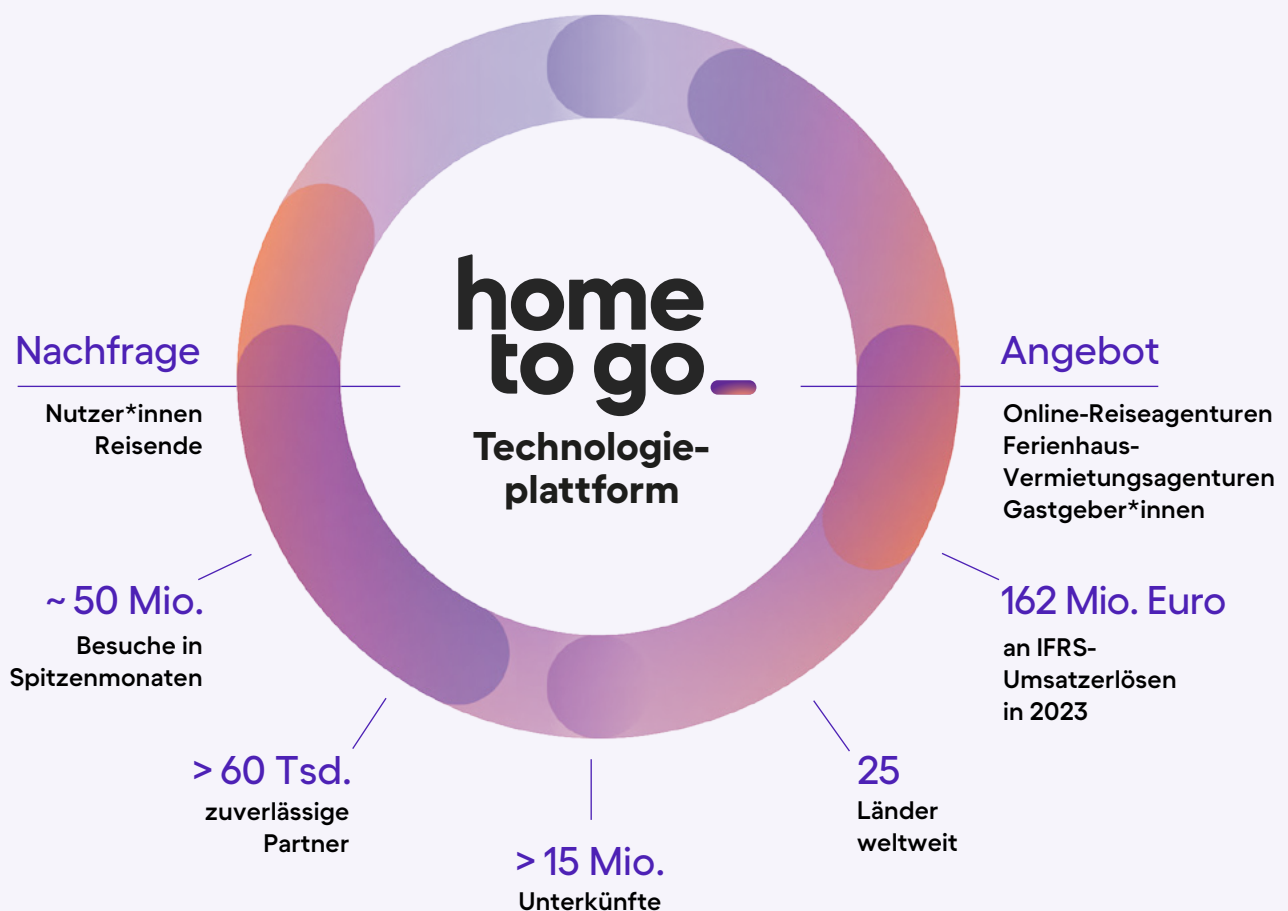 home
to go_
Technologie-
plattform
Nachfrage
Nutzer*innen
Reisende
Angebot
Online-Reiseagenturen
Ferienhaus-
Vermietungsagenturen
Gastgeber*innen
~ 50 Mio.
Besuche in
Spitzenmonaten
> 60 Tsd.
zuverlässige
Partner
> 15 Mio.
Unterkünfte
25
Länder
weltweit
162 Mio. Euro
an IFRS-
Umsatzerlösen
in 2023